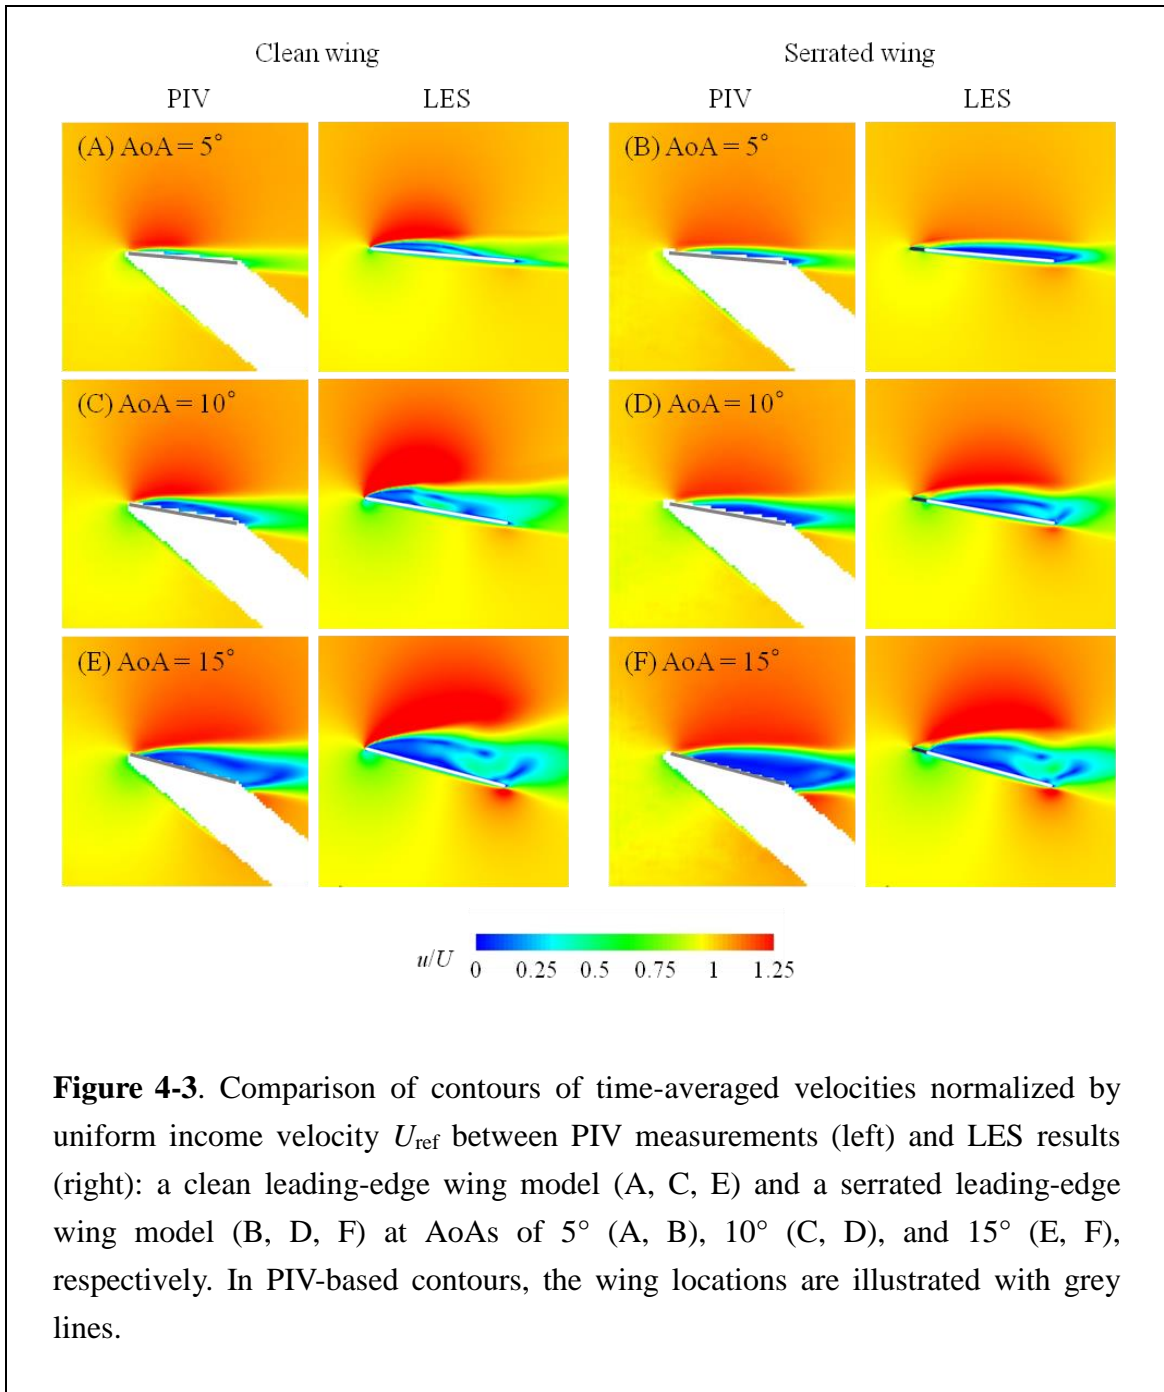 Clean wing
Serrated wing
PIV
LES
PIV
LES
(A) AoA = 5°
(B) AoA = 5°
(C) AoA = 10°
(D) AoA = 10°
(E) AoA = 15°
(F) AoA = 15°
u/U
0 0.25 0.5 0.75 1 1.25
Figure 4-3. Comparison of contours of time-averaged velocities normalized by
uniform income velocity Uref between PIV measurements (left) and LES results
(right): a clean leading-edge wing model (A, C, E) and a serrated leading-edge
wing model (B, D, F) at AoAs of 5° (A, B), 10° (C, D), and 15° (E, F),
respectively. In PIV-based contours, the wing locations are illustrated with grey
lines.